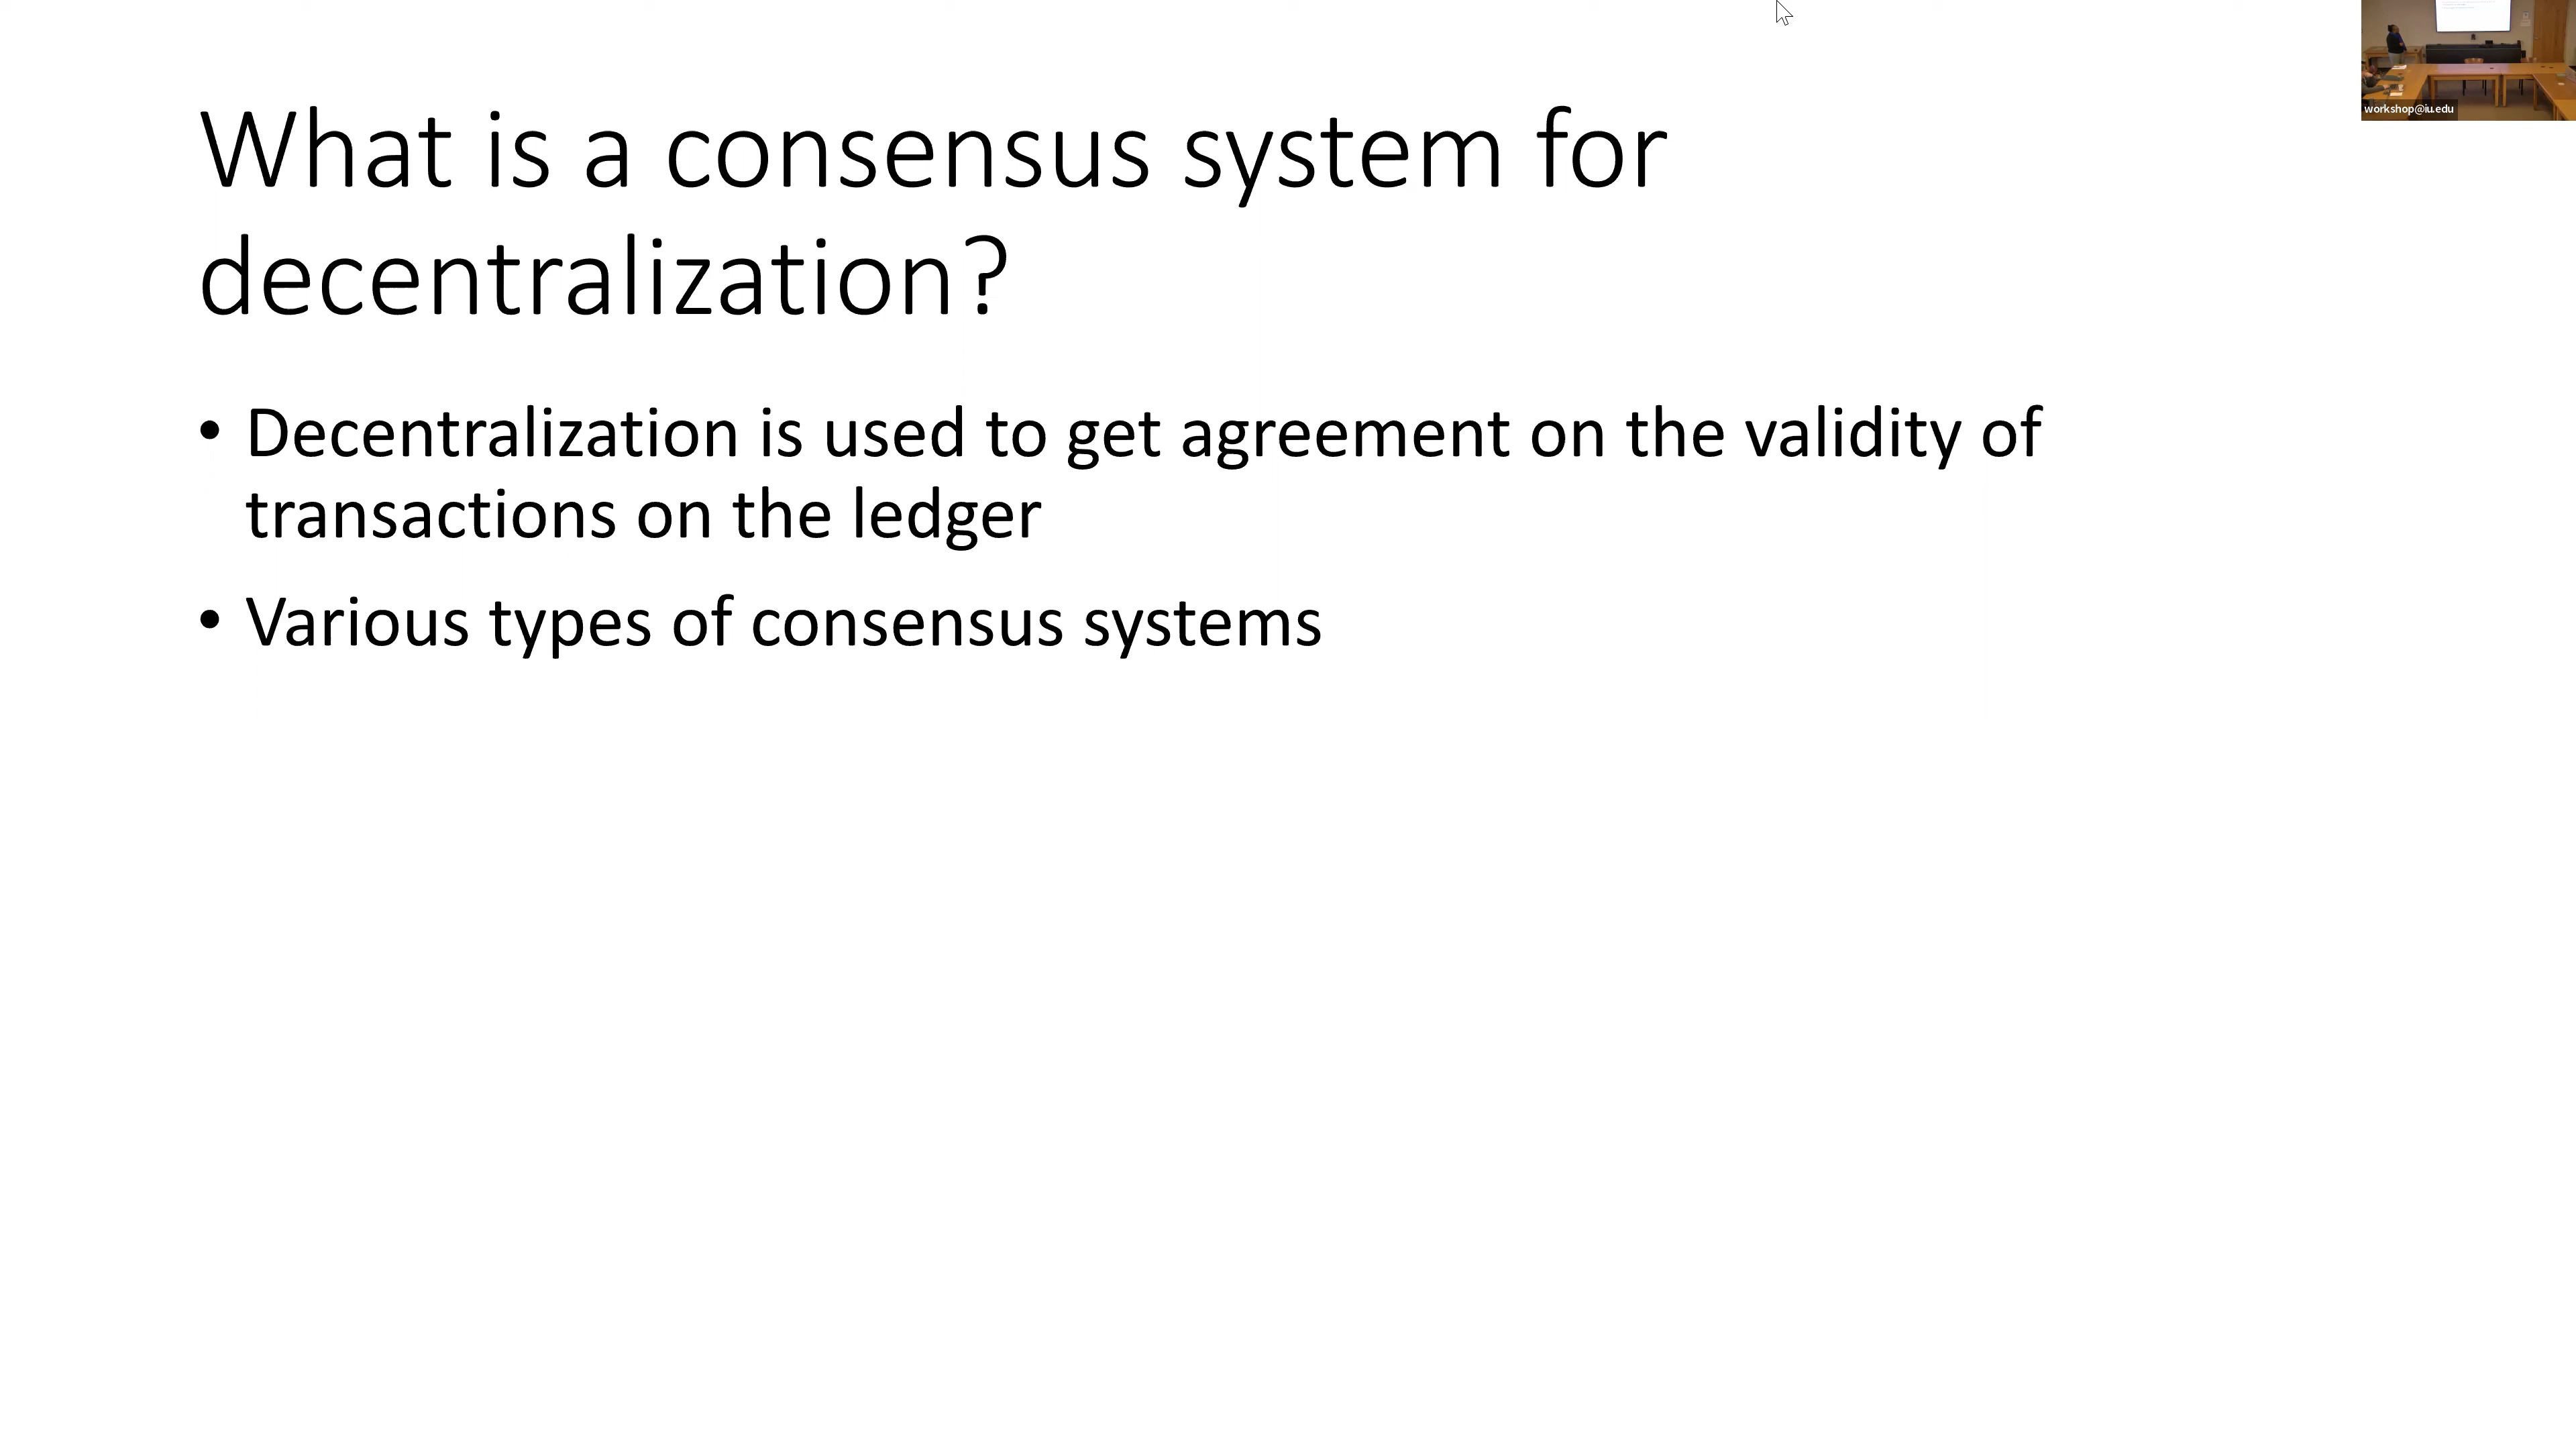 What is a consensus system for
decentralization?
• Decentralization is used to get agreement on the validity of
transactions on the ledger
• Various types of consensus systems
workshop@iu.edu